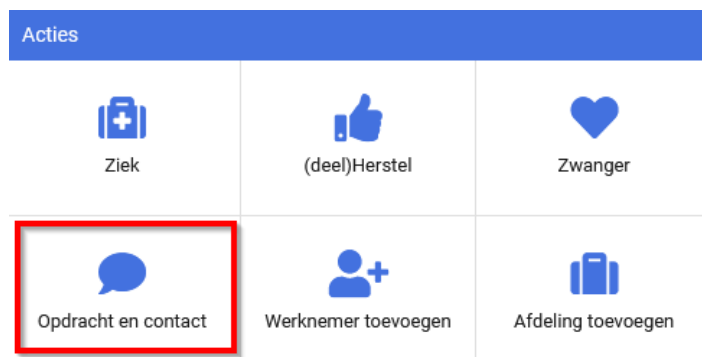 Acties
Ziek
(deel)Herstel
Zwanger
Opdracht en contact
Werknemer toevoegen
Afdeling toevoegen